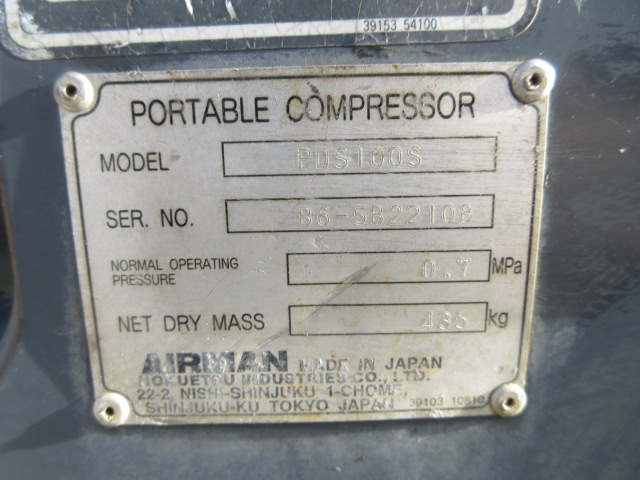 39153 54100
PORTABLE COMPRESSOR
MODEL PDS100S
SER. NO. B6-5B22108
NORMAL OPERATING PRESSURE 0.7 MPa
NET DRY MASS 435 kg
AIRMAN MADE IN JAPAN
HOKUETSU INDUSTRIES CO., LTD.
22-2, NISHI-SHINJUKU 1-CHOME,
SHINJUKU-KU TOKYO JAPAN 39103 10810